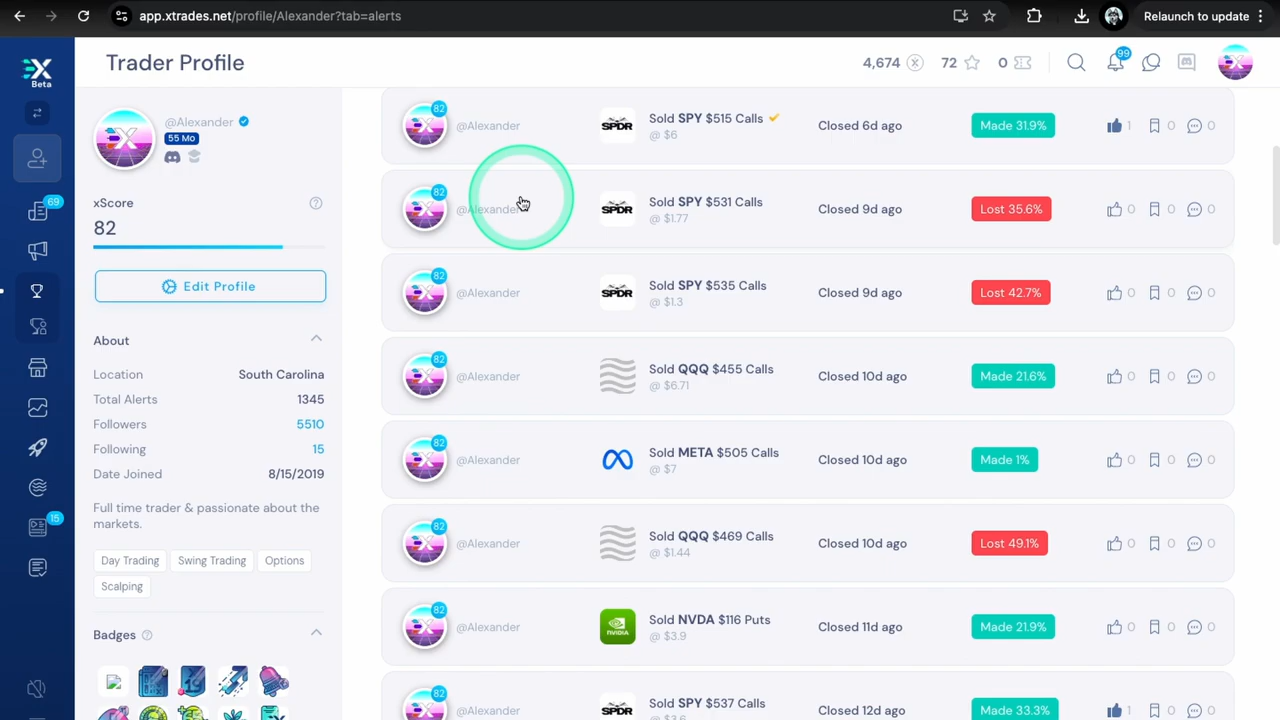 app.xtrades.net/profile/Alexander?tab=alerts
Relaunch to update
X
Beta
Trader Profile
4,674
72
0
99
@Alexander
55 Mo
xScore
82
Edit Profile
About
Location South Carolina
Total Alerts 1345
Followers 5510
Following 15
Date Joined 8/15/2019
Full time trader & passionate about the
markets.
Day Trading
Swing Trading
Options
Scalping
Badges
69
15
82 @Alexander SPDR Sold SPY $515 Calls Closed 6d ago Made 31.9% 1 0 0
@ $6
82 @Alexander SPDR Sold SPY $531 Calls Closed 9d ago Lost 35.6% 0 0 0
@ $1.77
82 @Alexander SPDR Sold SPY $535 Calls Closed 9d ago Lost 42.7% 0 0 0
@ $1.3
82 @Alexander Sold QQQ $455 Calls Closed 10d ago Made 21.6% 0 0 0
@ $6.71
82 @Alexander Sold META $505 Calls Closed 10d ago Made 1% 0 0 0
@ $7
82 @Alexander Sold QQQ $469 Calls Closed 10d ago Lost 49.1% 0 0 0
@ $1.44
82 @Alexander NVIDIA Sold NVDA $116 Puts Closed 11d ago Made 21.9% 0 0 0
@ $3.9
82 @Alexander SPDR Sold SPY $537 Calls Closed 12d ago Made 33.3% 1 0 0
@ $3.6